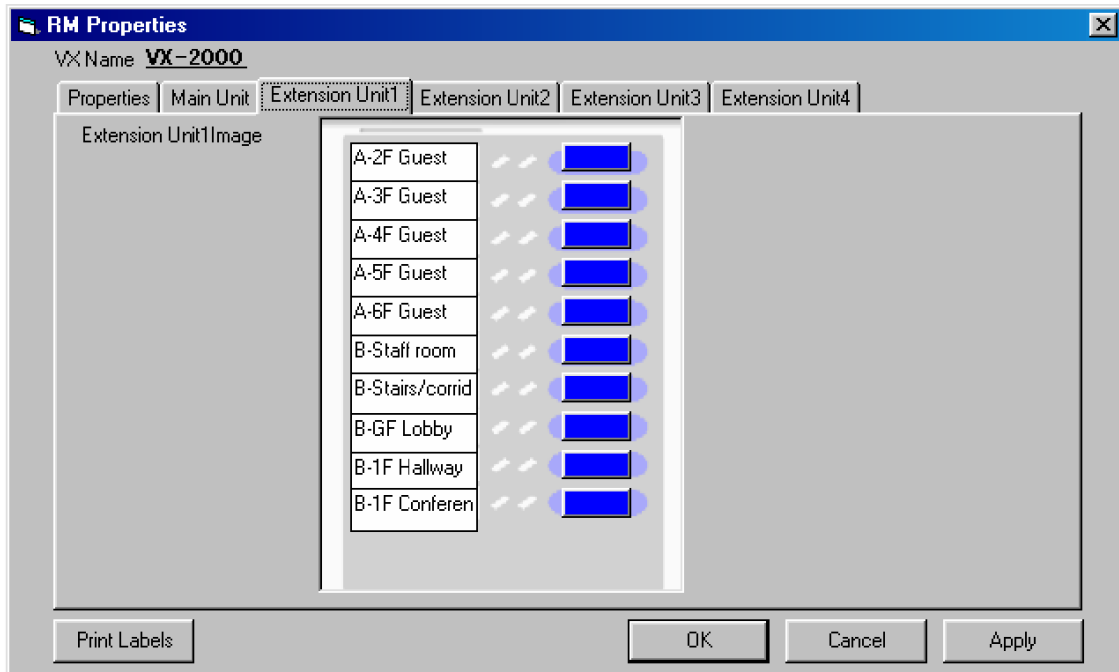 RM Properties
VX Name VX-2000
Properties Main Unit Extension Unit1 Extension Unit2 Extension Unit3 Extension Unit4
Extension Unit1Image
A-2F Guest
A-3F Guest
A-4F Guest
A-5F Guest
A-6F Guest
B-Staff room
B-Stairs/corrid
B-GF Lobby
B-1F Hallway
B-1F Conferen
Print Labels OK Cancel Apply